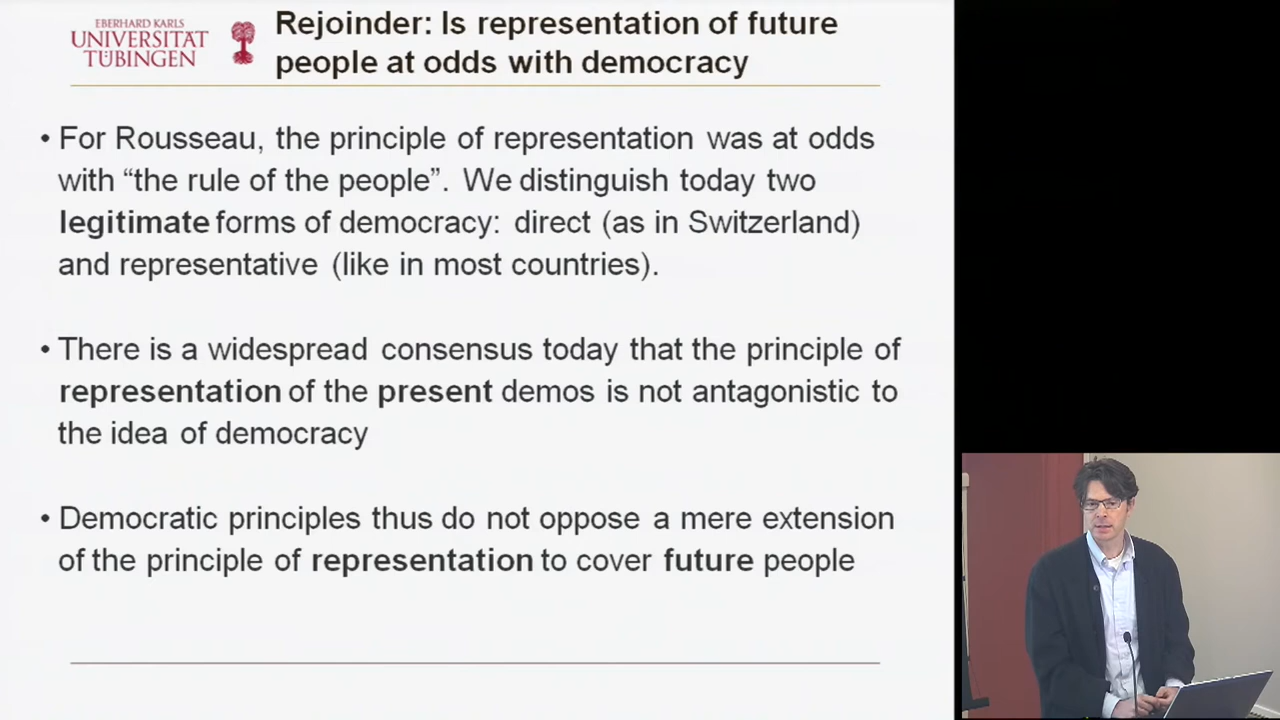 EBERHARD KARLS
UNIVERSITÄT
TÜBINGEN
Rejoinder: Is representation of future
people at odds with democracy
• For Rousseau, the principle of representation was at odds
with “the rule of the people”. We distinguish today two
legitimate forms of democracy: direct (as in Switzerland)
and representative (like in most countries).
• There is a widespread consensus today that the principle of
representation of the present demos is not antagonistic to
the idea of democracy
• Democratic principles this do not oppose a mere extension
of the principle of representation to cover future people